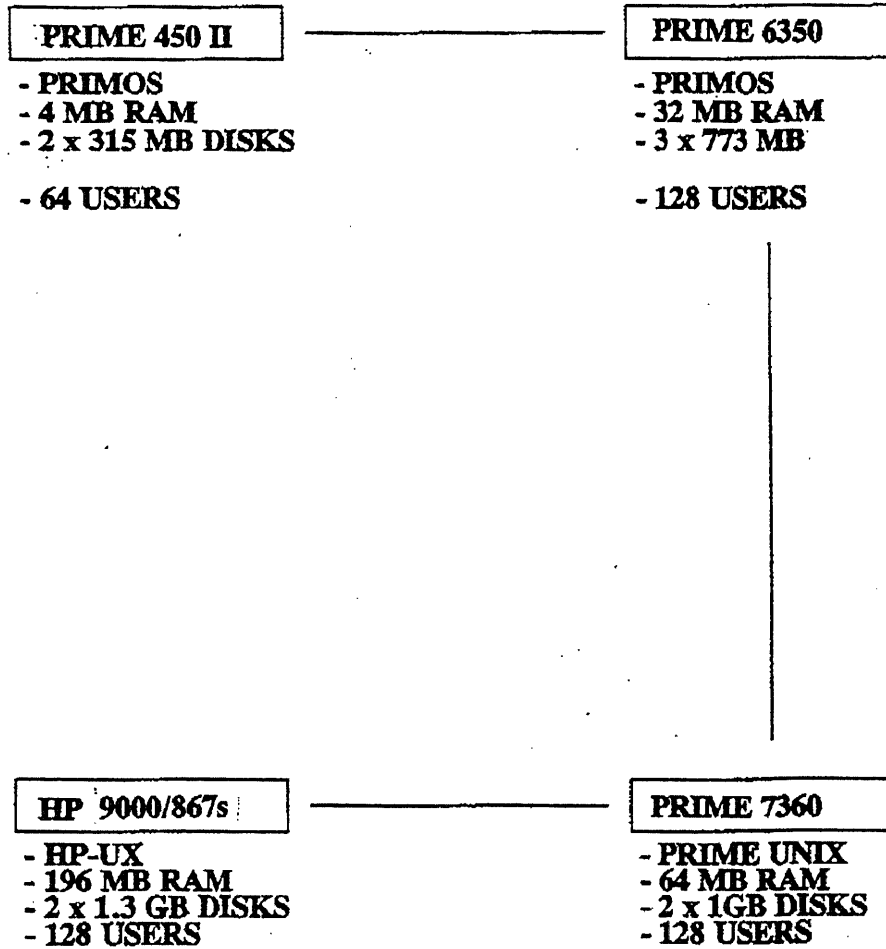 PRIME 450 II
- PRIMOS
- 4 MB RAM
- 2 x 315 MB DISKS
- 64 USERS
PRIME 6350
- PRIMOS
- 32 MB RAM
- 3 x 773 MB
- 128 USERS
HP 9000/867s
- HP-UX
- 196 MB RAM
- 2 x 1.3 GB DISKS
- 128 USERS
PRIME 7360
- PRIME UNIX
- 64 MB RAM
- 2 x 1GB DISKS
- 128 USERS